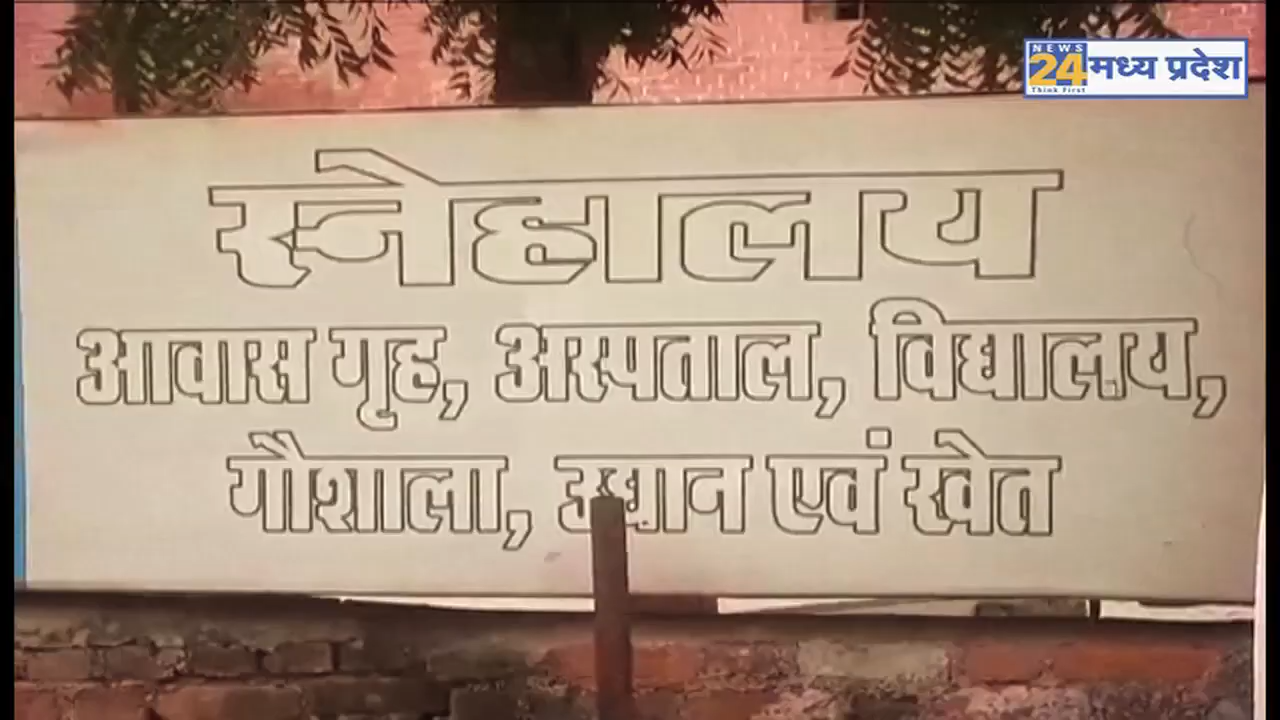 NEWS
24 मध्य प्रदेश
Think First
स्नेहालय
आवास गृह, अस्पताल, विद्यालय,
गौशाला, उद्यान एवं खेत